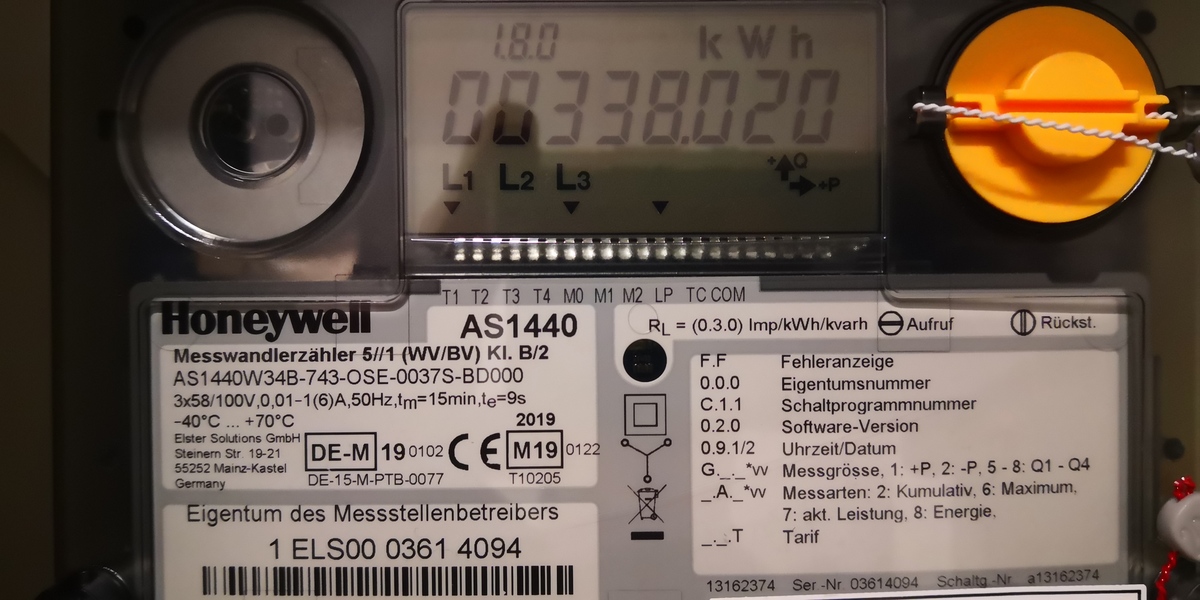 1.8.0 kWh
00338.020
L1 L2 L3 +Q +P
T1 T2 T3 T4 M0 M1 M2 LP TC COM
Honeywell AS1440
RL = (0.3.0) Imp/kWh/kvarh Aufruf Rückst.
Messwandlerzähler 5//1 (WV/BV) Kl. B/2
AS1440W34B-743-OSE-0037S-BD000
3x58/100V,0,01-1(6)A,50Hz,tm=15min,te=9s
-40°C ... +70°C
2019
Elster Solutions GmbH
Steinern Str. 19-21
55252 Mainz-Kastel
Germany
DE-M 19 0102 CE M19 0122
DE-15-M-PTB-0077 T10205
Eigentum des Messstellenbetreibers
1 ELS00 0361 4094
F.F Fehleranzeige
0.0.0 Eigentumsnummer
C.1.1 Schaltprogrammnummer
0.2.0 Software-Version
0.9.1/2 Uhrzeit/Datum
G._._*vv Messgrösse, 1: +P, 2: -P, 5 - 8: Q1 - Q4
_.A._*vv Messarten: 2: Kumulativ, 6: Maximum,
7: akt. Leistung, 8: Energie,
_._.T Tarif
13162374 Ser-Nr 03614094 Schaltg-Nr a13162374